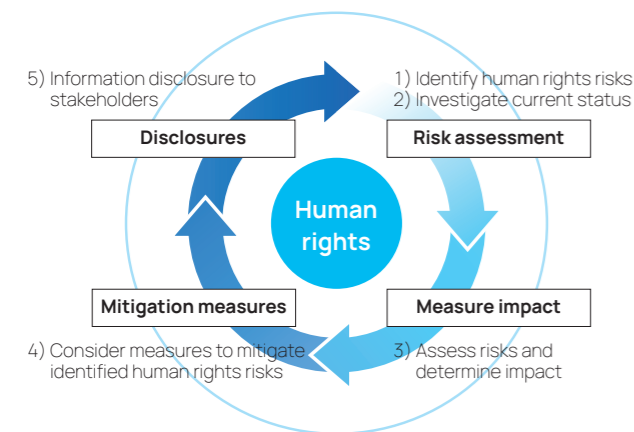 5) Information disclosure to
stakeholders
Disclosures
1) Identify human rights risks
2) Investigate current status
Risk assessment
Human
rights
Mitigation measures
4) Consider measures to mitigate
identified human rights risks
Measure impact
3) Assess risks and
determine impact